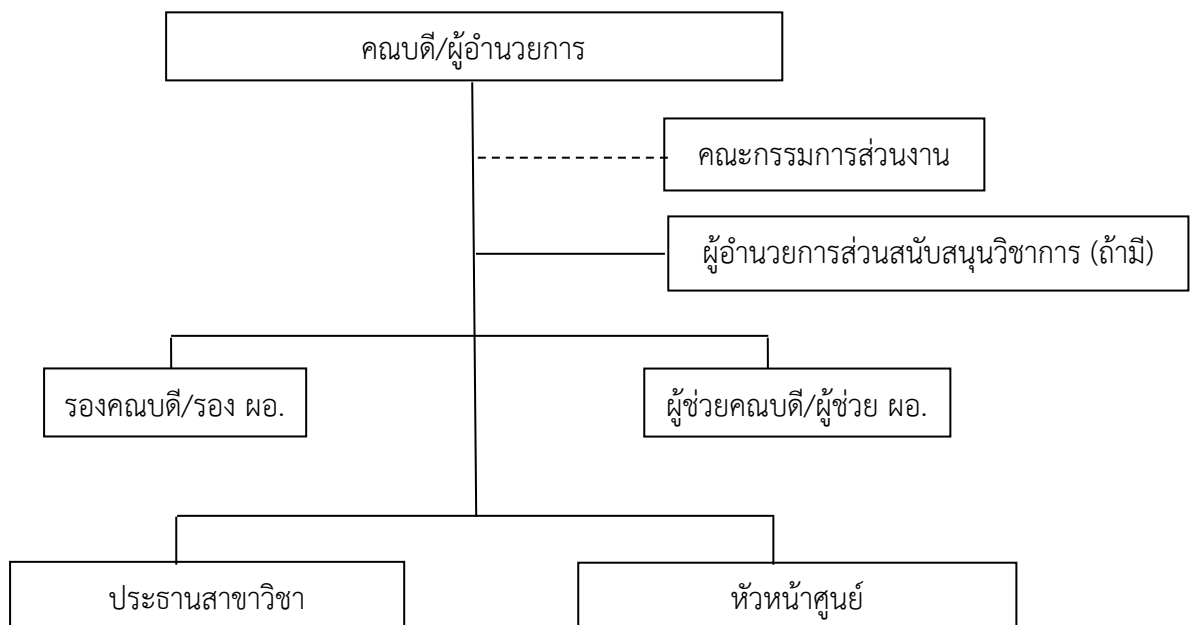 คณบดี/ผู้อำนวยการ
คณะกรรมการส่วนงาน
ผู้อำนวยการส่วนสนับสนุนวิชาการ (ถ้ามี)
รองคณบดี/รอง ผอ.
ผู้ช่วยคณบดี/ผู้ช่วย ผอ.
ประธานสาขาวิชา
หัวหน้าศูนย์